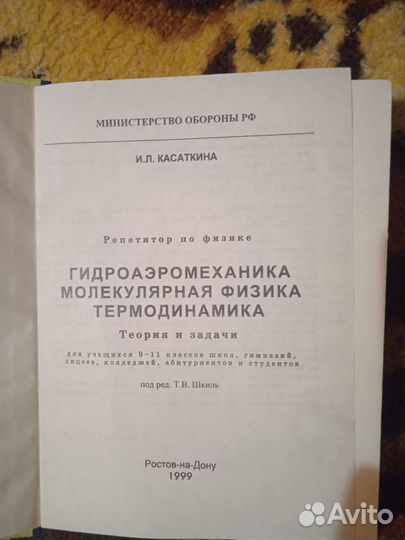 МИНИСТЕРСТВО ОБОРОНЫ РФ
И.Л. КАСАТКИНА
Репетитор по физике
ГИДРОАЭРОМЕХАНИКА
МОЛЕКУЛЯРНАЯ ФИЗИКА
ТЕРМОДИНАМИКА
Теория и задачи
для учащихся 9-11 классов школ, гимназий,
лицеев, колледжей, абитуриентов и студентов
под ред. Т.В. Шкиль
Ростов-на-Дону
1999
Avito